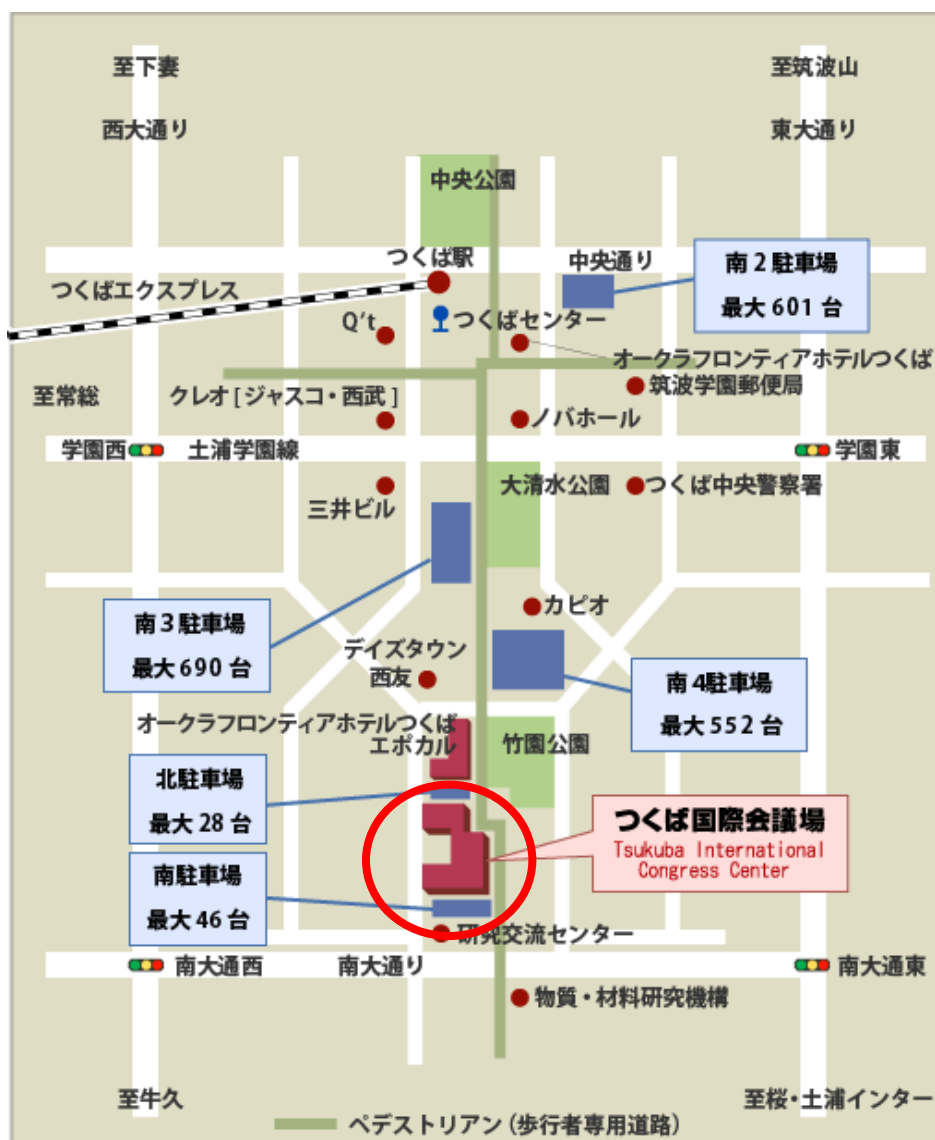 至下妻
至筑波山
西大通り
東大通り
中央公園
つくば駅
中央通り
南2駐車場
最大601台
つくばエクスプレス
Q't
つくばセンター
オークラフロンティアホテルつくば
筑波学園郵便局
至常総
クレオ[ジャスコ・西武]
ノバホール
学園西
土浦学園線
学園東
三井ビル
大清水公園
つくば中央警察署
カピオ
南3駐車場
最大690台
デイズタウン
西友
南4駐車場
最大552台
オークラフロンティアホテルつくば
エポカル
竹園公園
北駐車場
最大28台
つくば国際会議場
Tsukuba International
Congress Center
南駐車場
最大46台
研究交流センター
南大通西
南大通り
南大通東
物質・材料研究機構
至牛久
至桜・土浦インター
ペデストリアン(歩行者専用道路)